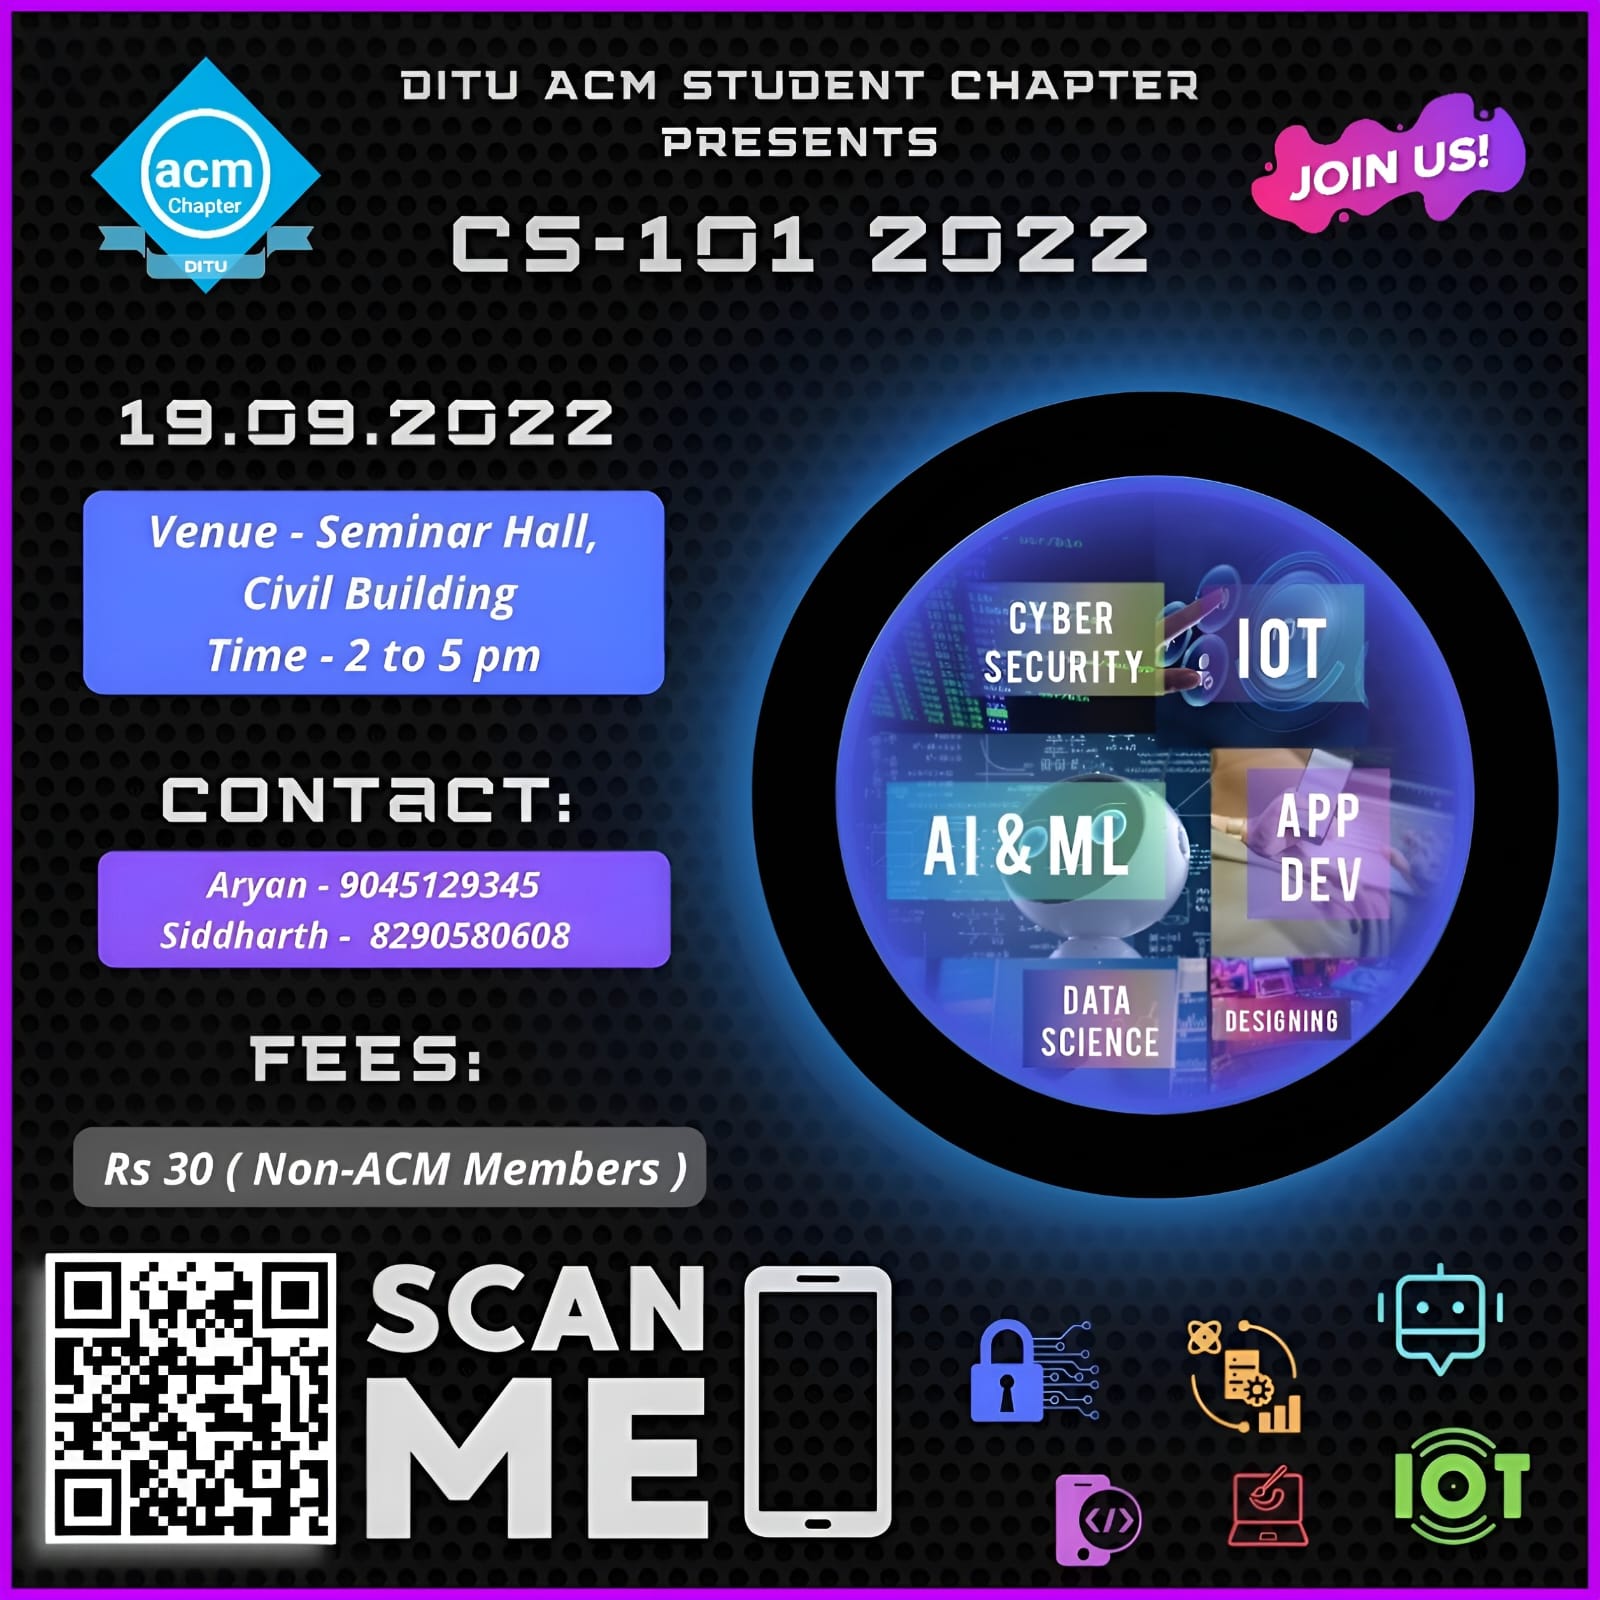 DITU ACM STUDENT CHAPTER
PRESENTS
CS-101 2022
acm
Chapter
DITU
JOIN US!
19.09.2022
Venue - Seminar Hall,
Civil Building
Time - 2 to 5 pm
CONTACT:
Aryan - 9045129345
Siddharth - 8290580608
FEES:
Rs 30 ( Non-ACM Members )
CYBER
SECURITY
IOT
AI & ML
APP
DEV
DATA
SCIENCE
DESIGNING
SCAN
ME
</>
IOT